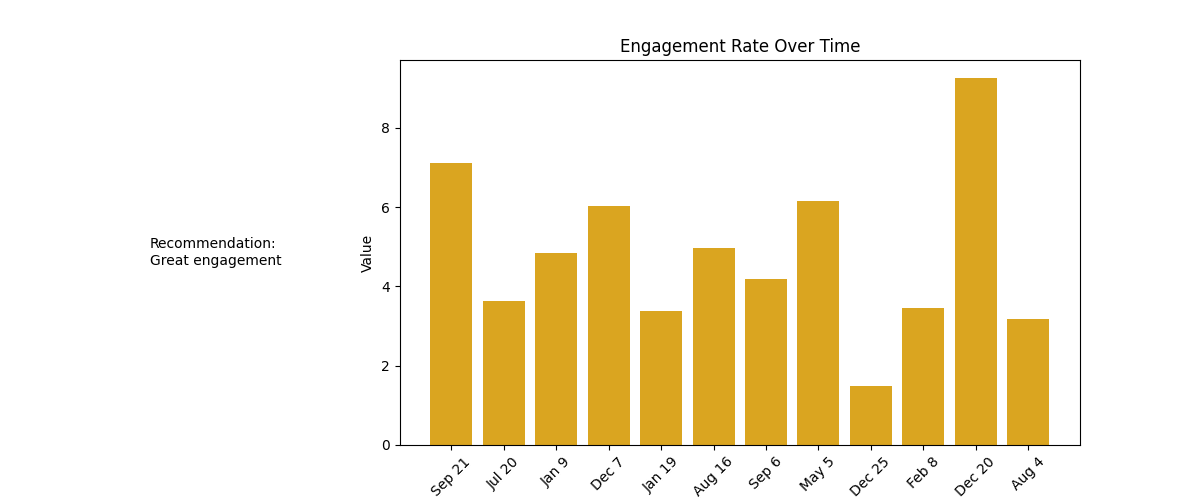 Engagement Rate Over Time
Recommendation:
Great engagement
Value
8
6
4
2
0
Sep 21
Jul 20
Jan 9
Dec 7
Jan 19
Aug 16
Sep 6
May 5
Dec 25
Feb 8
Dec 20
Aug 4